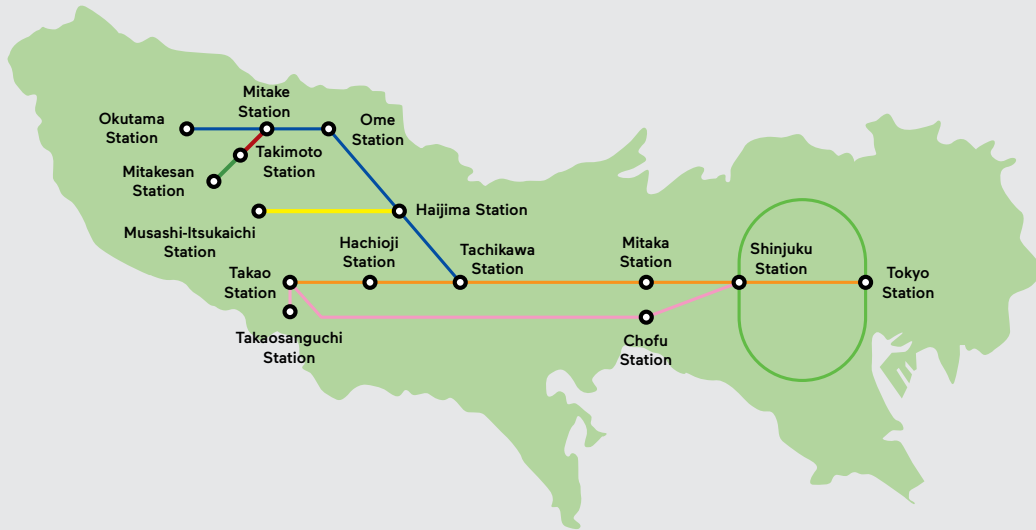 Mitake
Station
Okutama
Station
Ome
Station
Takimoto
Station
Mitakesan
Station
Musashi-Itsukaichi
Station
Haijima Station
Hachioji
Station
Tachikawa
Station
Mitaka
Station
Shinjuku
Station
Takao
Station
Tokyo
Station
Takaosanguchi
Station
Chofu
Station